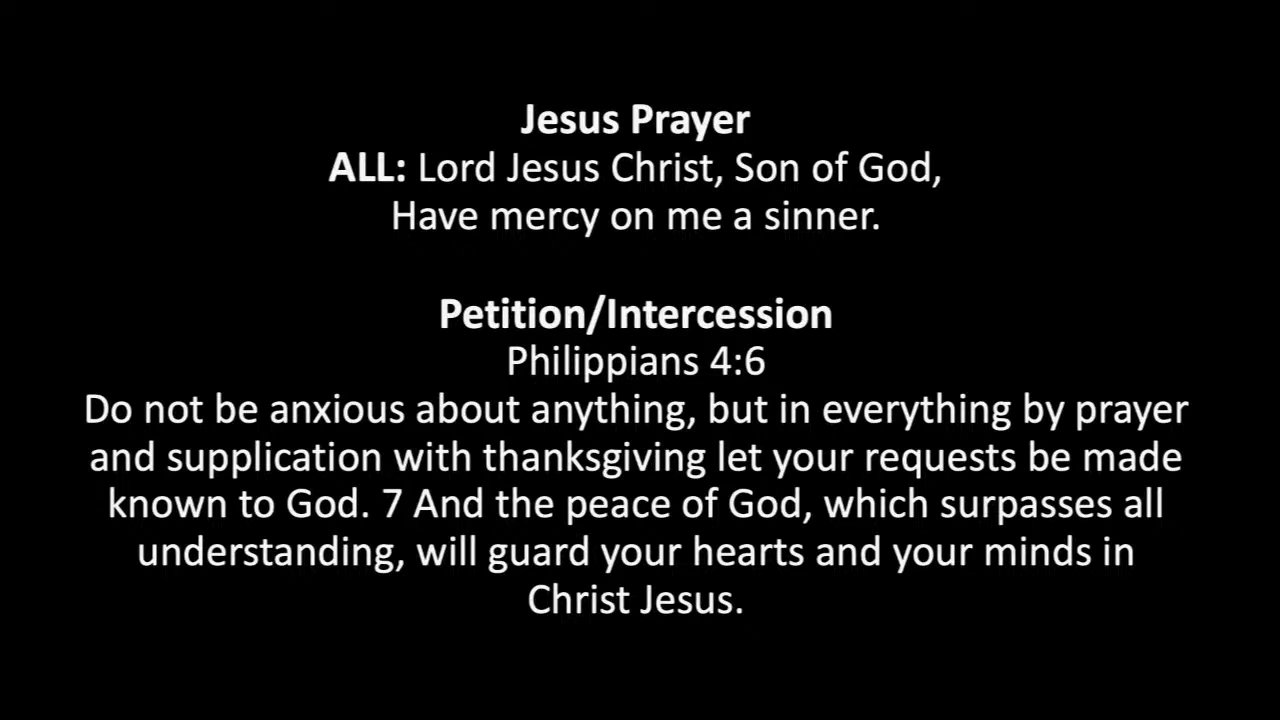 Jesus Prayer
ALL: Lord Jesus Christ, Son of God,
Have mercy on me a sinner.
Petition/Intercession
Philippians 4:6
Do not be anxious about anything, but in everything by prayer
and supplication with thanksgiving let your requests be made
known to God. 7 And the peace of God, which surpasses all
understanding, will guard your hearts and your minds in
Christ Jesus.